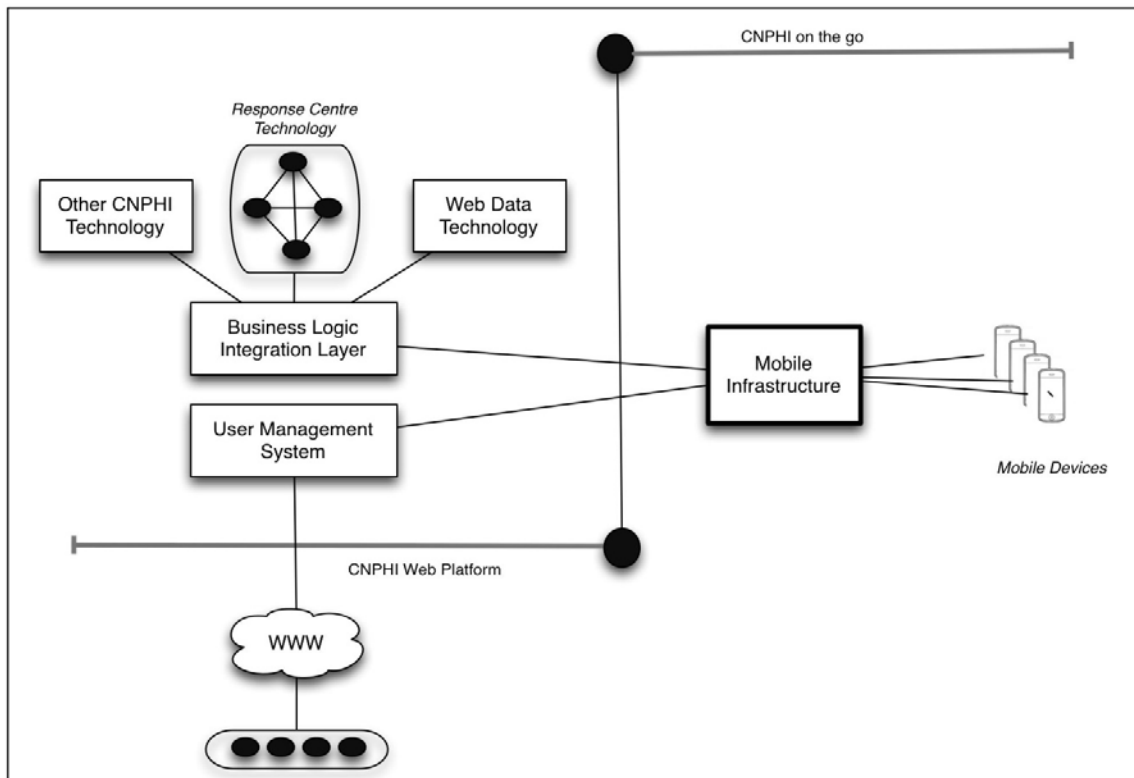 CNPHI on the go
Response Centre
Technology
Other CNPHI
Technology
Web Data
Technology
Business Logic
Integration Layer
Mobile
Infrastructure
User Management
System
Mobile Devices
CNPHI Web Platform
WWW